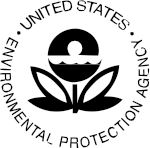 UNITED STATES
• ENVIRONMENTAL PROTECTION AGENCY •